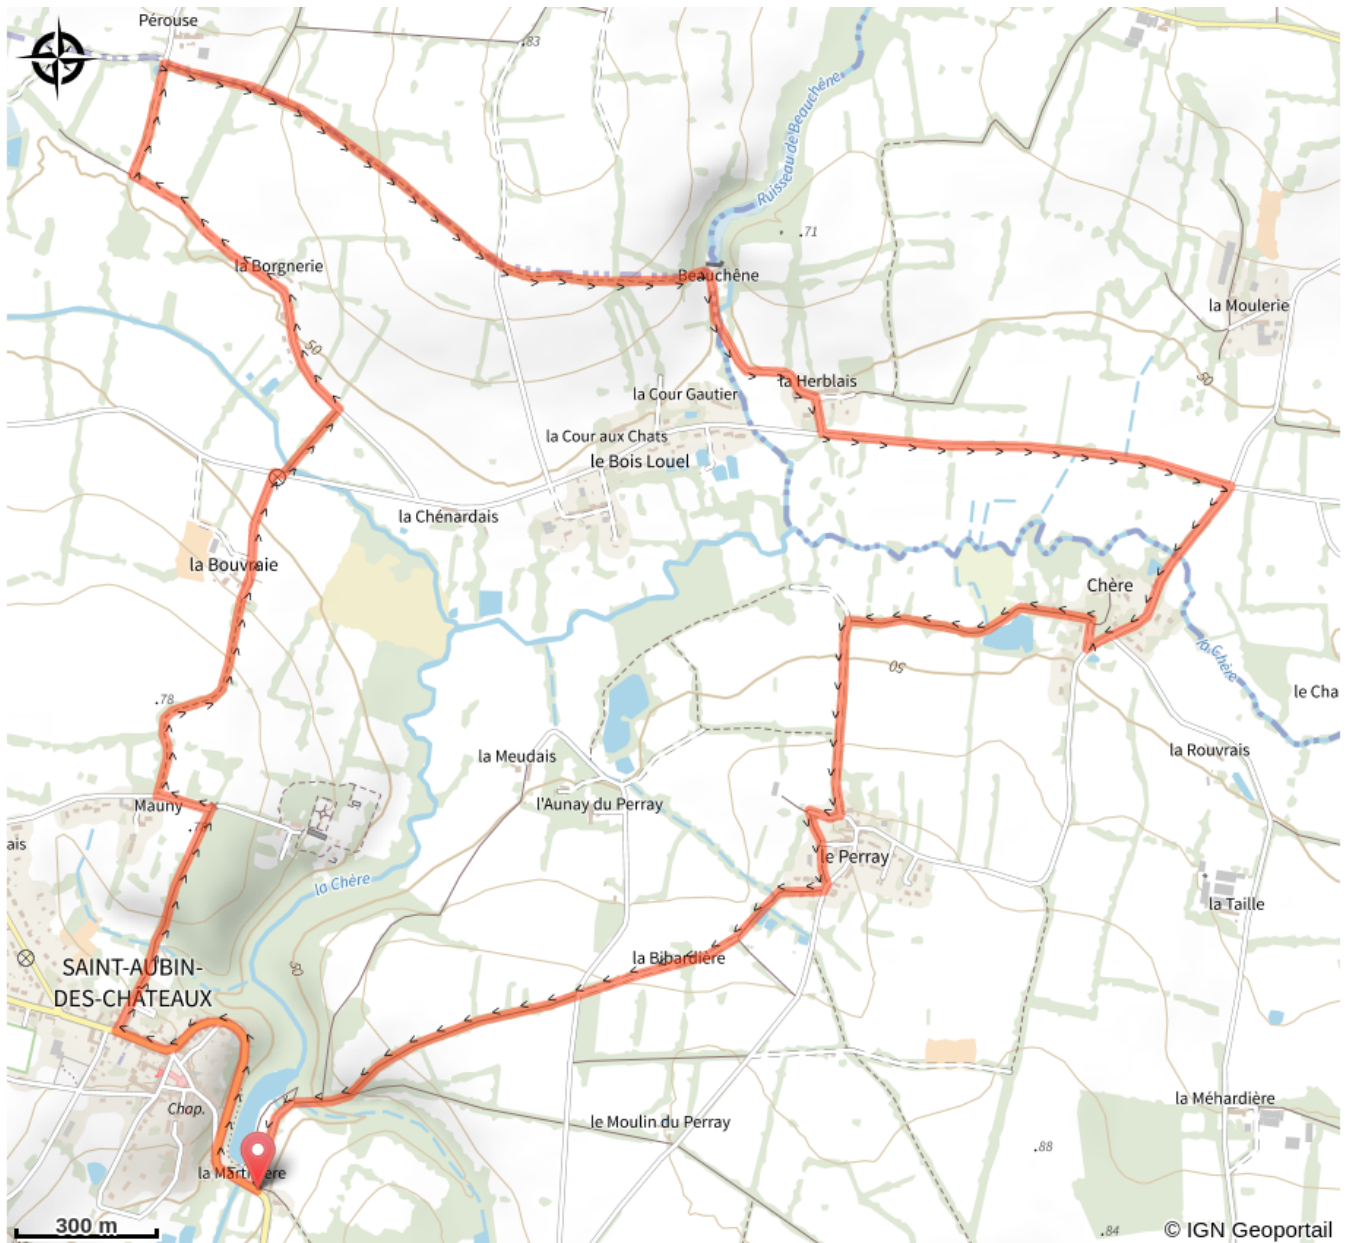 Pérouse
83
Ruisseau de Beauchêne
71
la Borgnerie
Beauchêne
la Moulerie
50
50
la Herblais
la Cour Gautier
la Cour aux Chats
le Bois Louel
la Chénardais
la Bouvraie
Chère
la Chère
50
le Cha
78
la Rouvrais
la Meudais
l'Aunay du Perray
Mauny
ais
le Perray
la Chère
la Taille
la Bibardière
SAINT-AUBIN-
DES-CHÂTEAUX
50
la Méhardière
Chap.
le Moulin du Perray
88
la Martinière
300 m
84
© IGN Geoportail